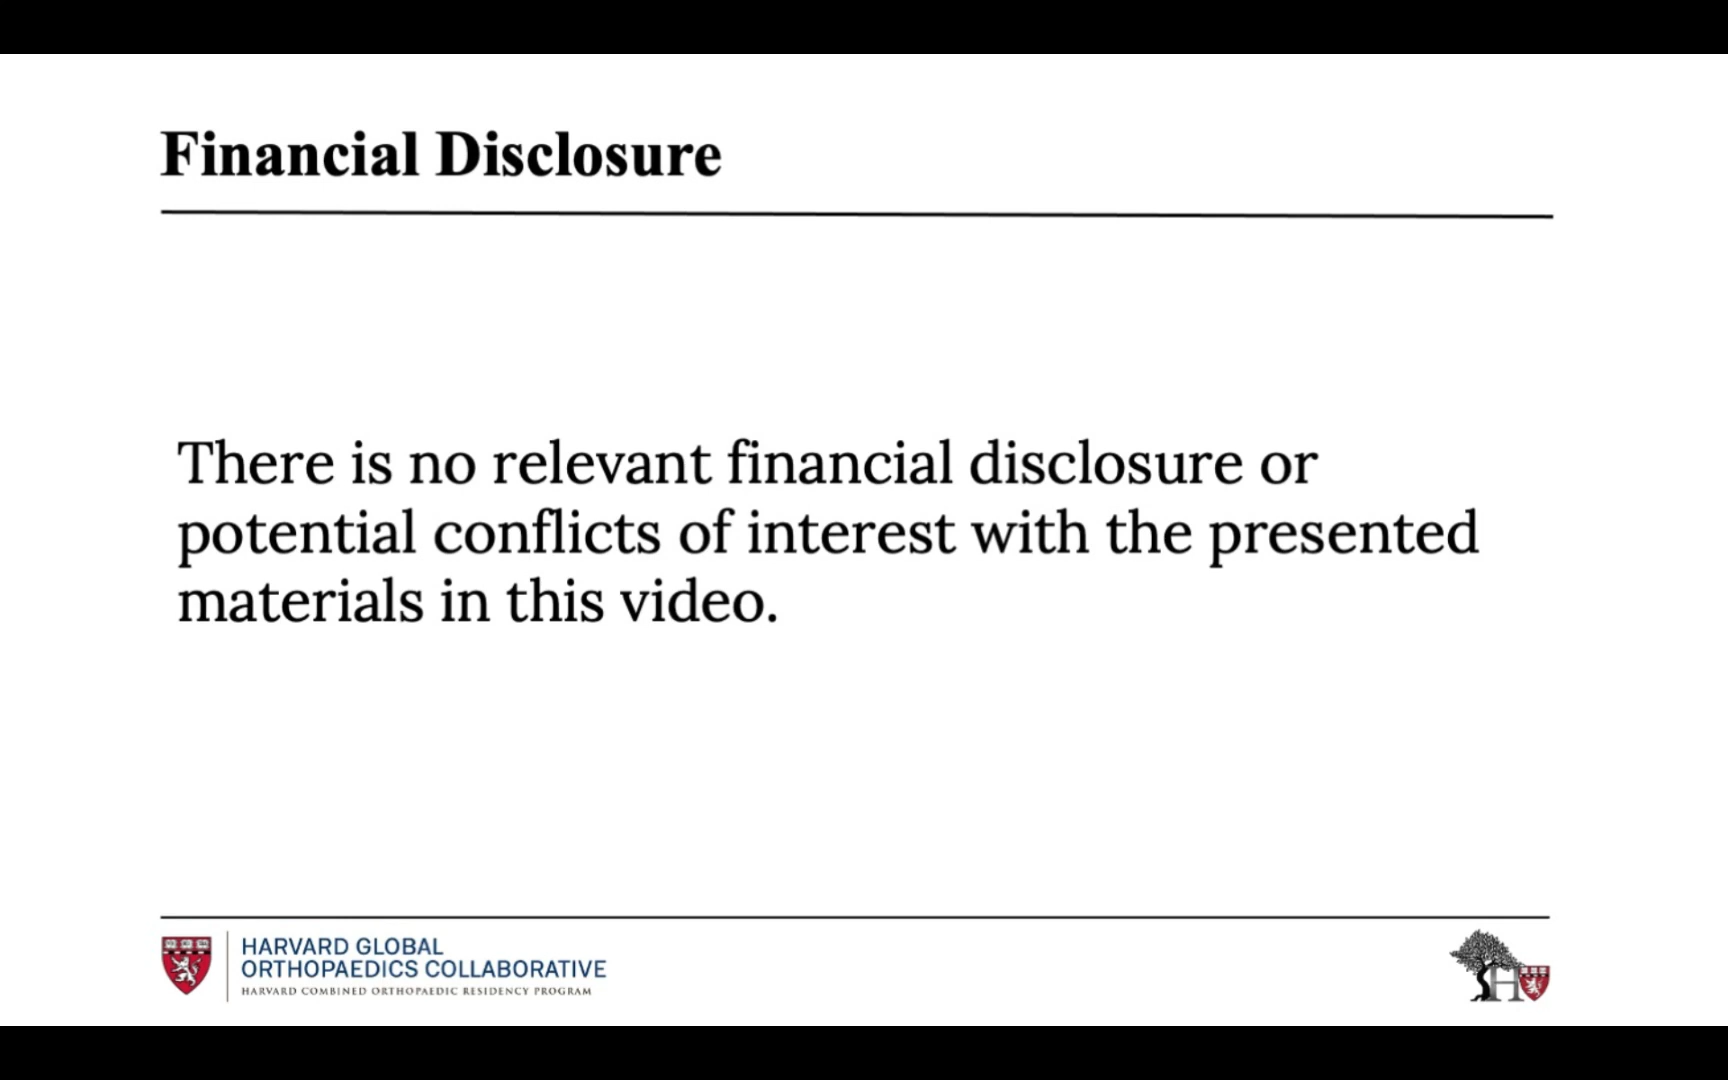 Financial Disclosure
There is no relevant financial disclosure or
potential conflicts of interest with the presented
materials in this video.
HARVARD GLOBAL
ORTHOPAEDICS COLLABORATIVE
HARVARD COMBINED ORTHOPAEDIC RESIDENCY PROGRAM
H